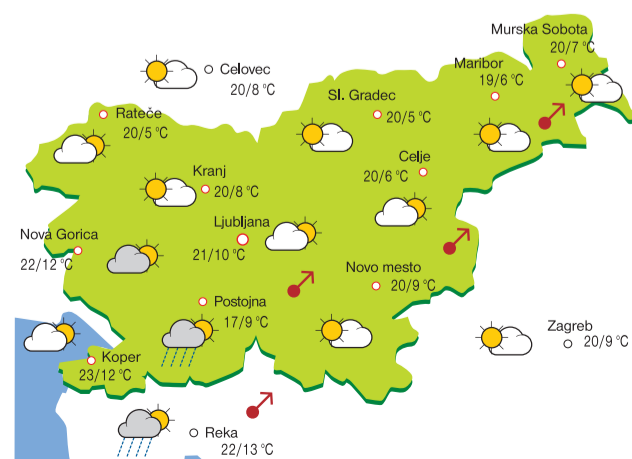 Murska Sobota
20/7 °C
Celovec
20/8 °C
Maribor
19/6 °C
Rateče
20/5 °C
Sl. Gradec
20/5 °C
Celje
20/6 °C
Kranj
20/8 °C
Ljubljana
21/10 °C
Nová Gorica
22/12 °C
Novo mesto
20/9 °C
Postojna
17/9 °C
Zagreb
20/9 °C
Koper
23/12 °C
Reka
22/13 °C